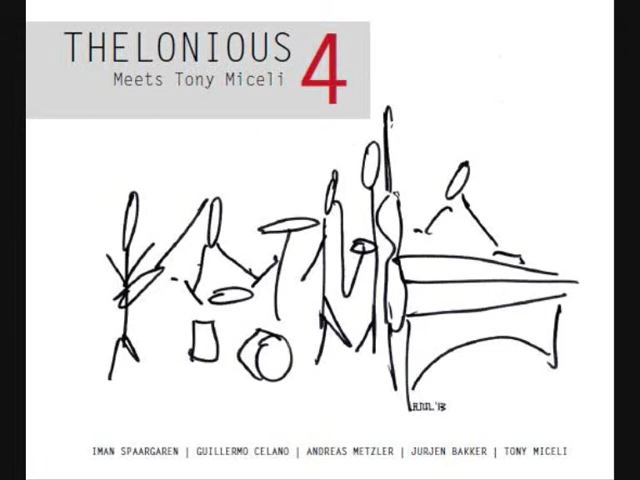 THELONIOUS 4
Meets Tony Miceli
IMAN SPAARGAREN | GUILLERMO CELANO | ANDREAS METZLER | JURJEN BAKKER | TONY MICELI